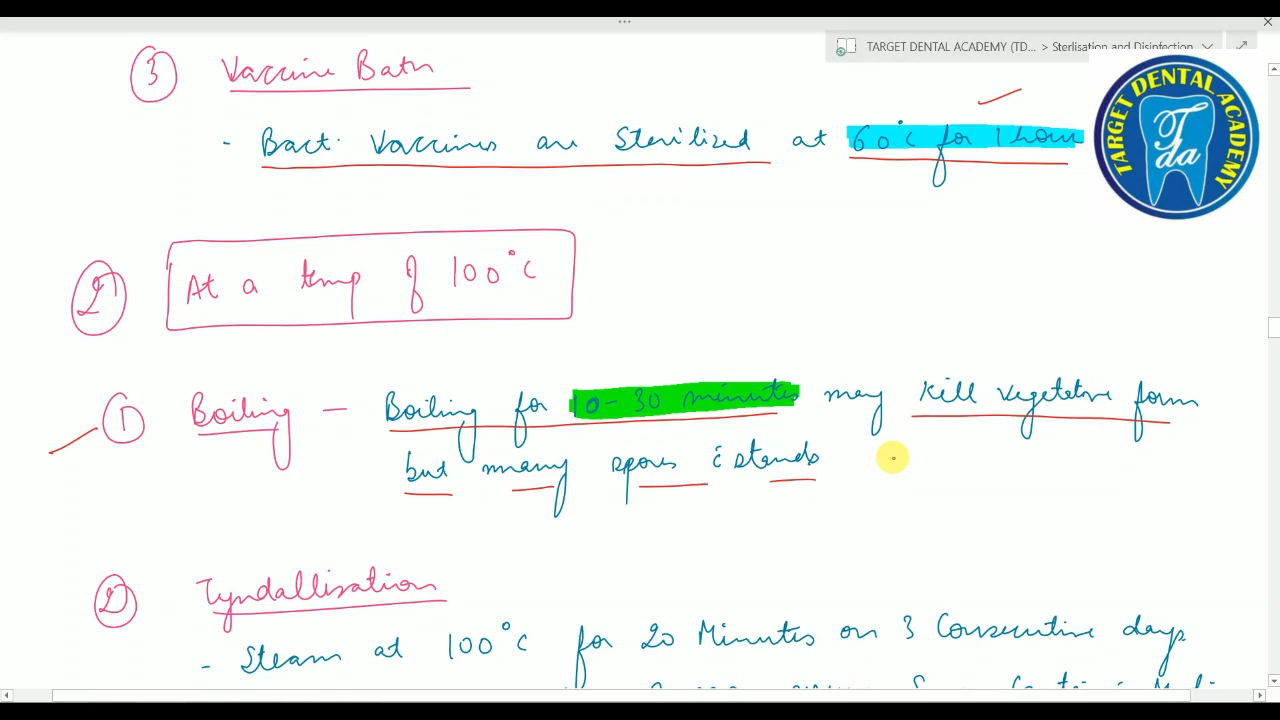 TARGET DENTAL ACADEMY (TD... > Sterlisation and Disinfection
TARGET DENTAL ACADEMY
Tda
③ Vaccine Bath
- Bact. Vaccines are Sterilized at 60°C for 1 hour
② At a temp of 100°C
① Boiling - Boiling for 10-30 minutes may kill vegetative form
but many spores c̄ stands
② Tyndallisation
- Steam at 100°C for 20 Minutes on 3 Consecutive days